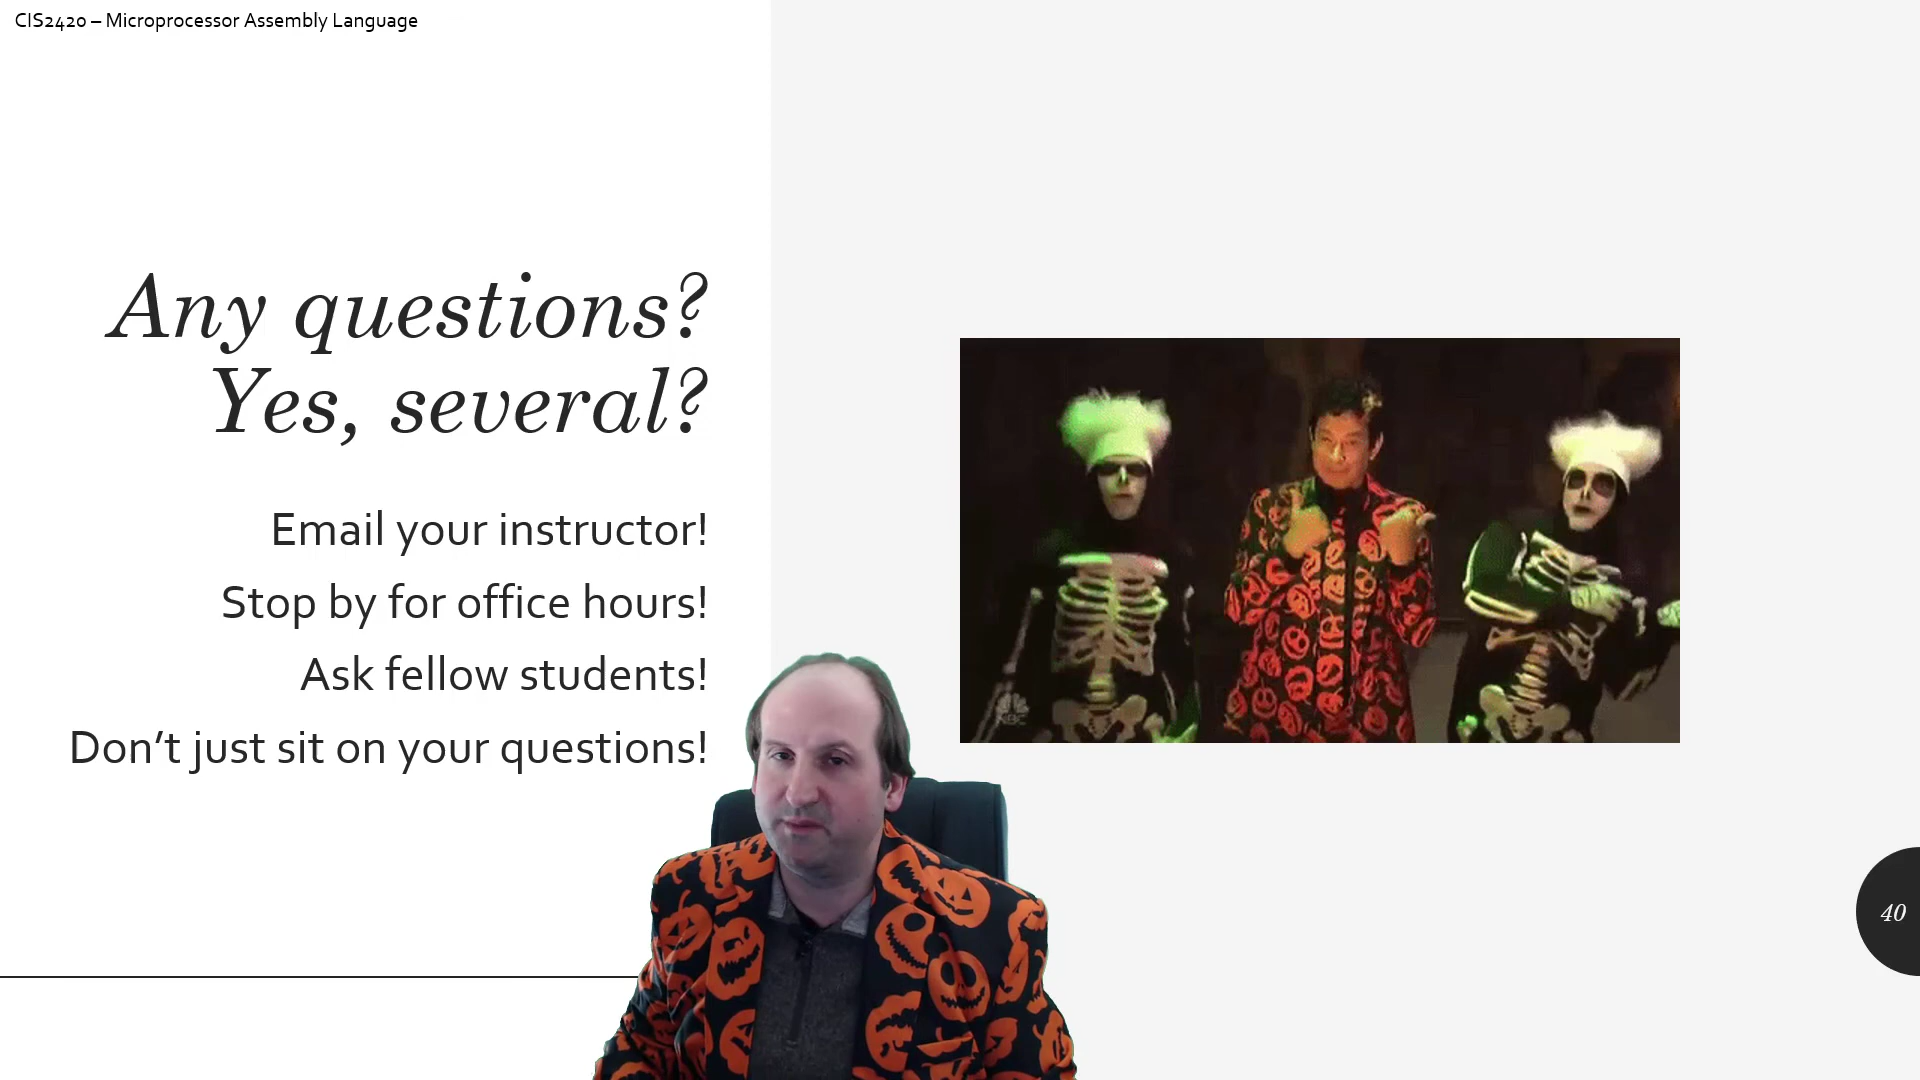 CIS2420 – Microprocessor Assembly Language
Any questions?
Yes, several?
Email your instructor!
Stop by for office hours!
Ask fellow students!
Don’t just sit on your questions!
NBC
40